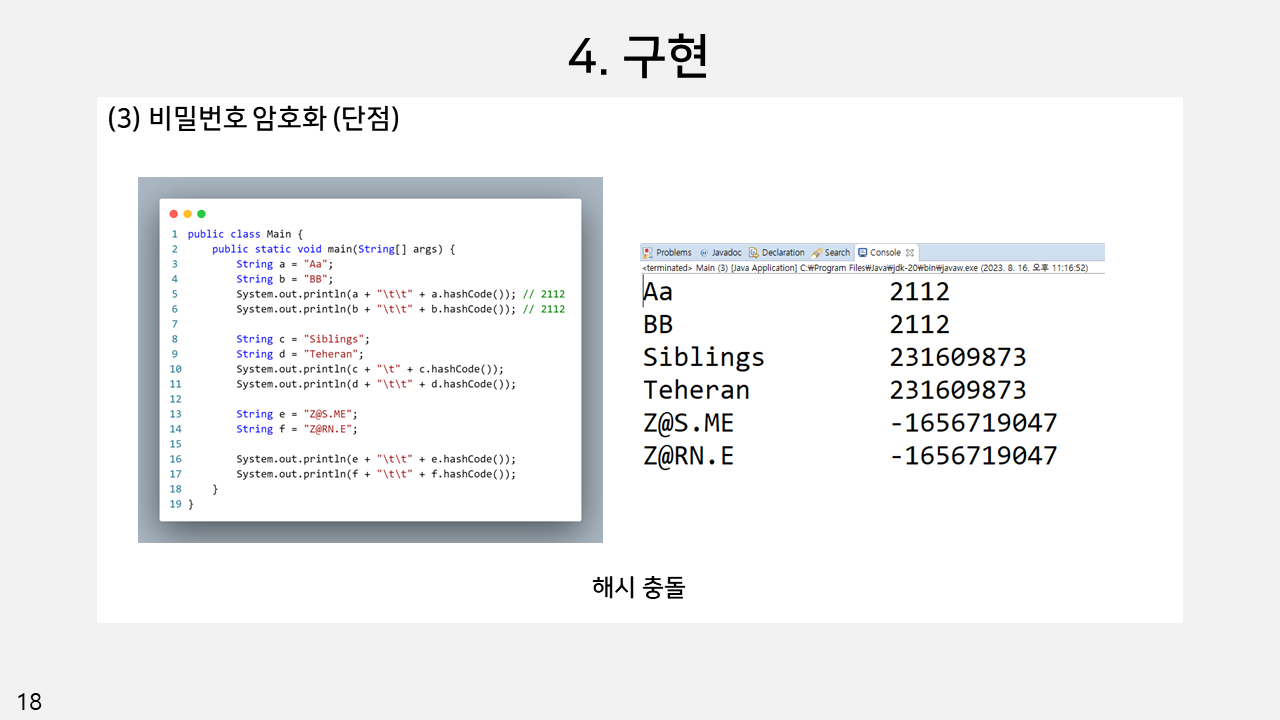 4. 구현
(3) 비밀번호 암호화 (단점)
1 public class Main {
2 public static void main(String[] args) {
3 String a = "Aa";
4 String b = "BB";
5 System.out.println(a + "\t\t" + a.hashCode()); // 2112
6 System.out.println(b + "\t\t" + b.hashCode()); // 2112
7
8 String c = "Siblings";
9 String d = "Teheran";
10 System.out.println(c + "\t" + c.hashCode());
11 System.out.println(d + "\t\t" + d.hashCode());
12
13 String e = "Z@S.ME";
14 String f = "Z@RN.E";
15
16 System.out.println(e + "\t\t" + e.hashCode());
17 System.out.println(f + "\t\t" + f.hashCode());
18 }
19 }
Problems @ Javadoc Declaration Search Console
<terminated> Main (3) [Java Application] C:₩Program Files₩Java₩jdk-20₩bin₩javaw.exe (2023. 8. 16. 오후 11:16:52)
Aa 2112
BB 2112
Siblings 231609873
Teheran 231609873
Z@S.ME -1656719047
Z@RN.E -1656719047
해시 충돌
18